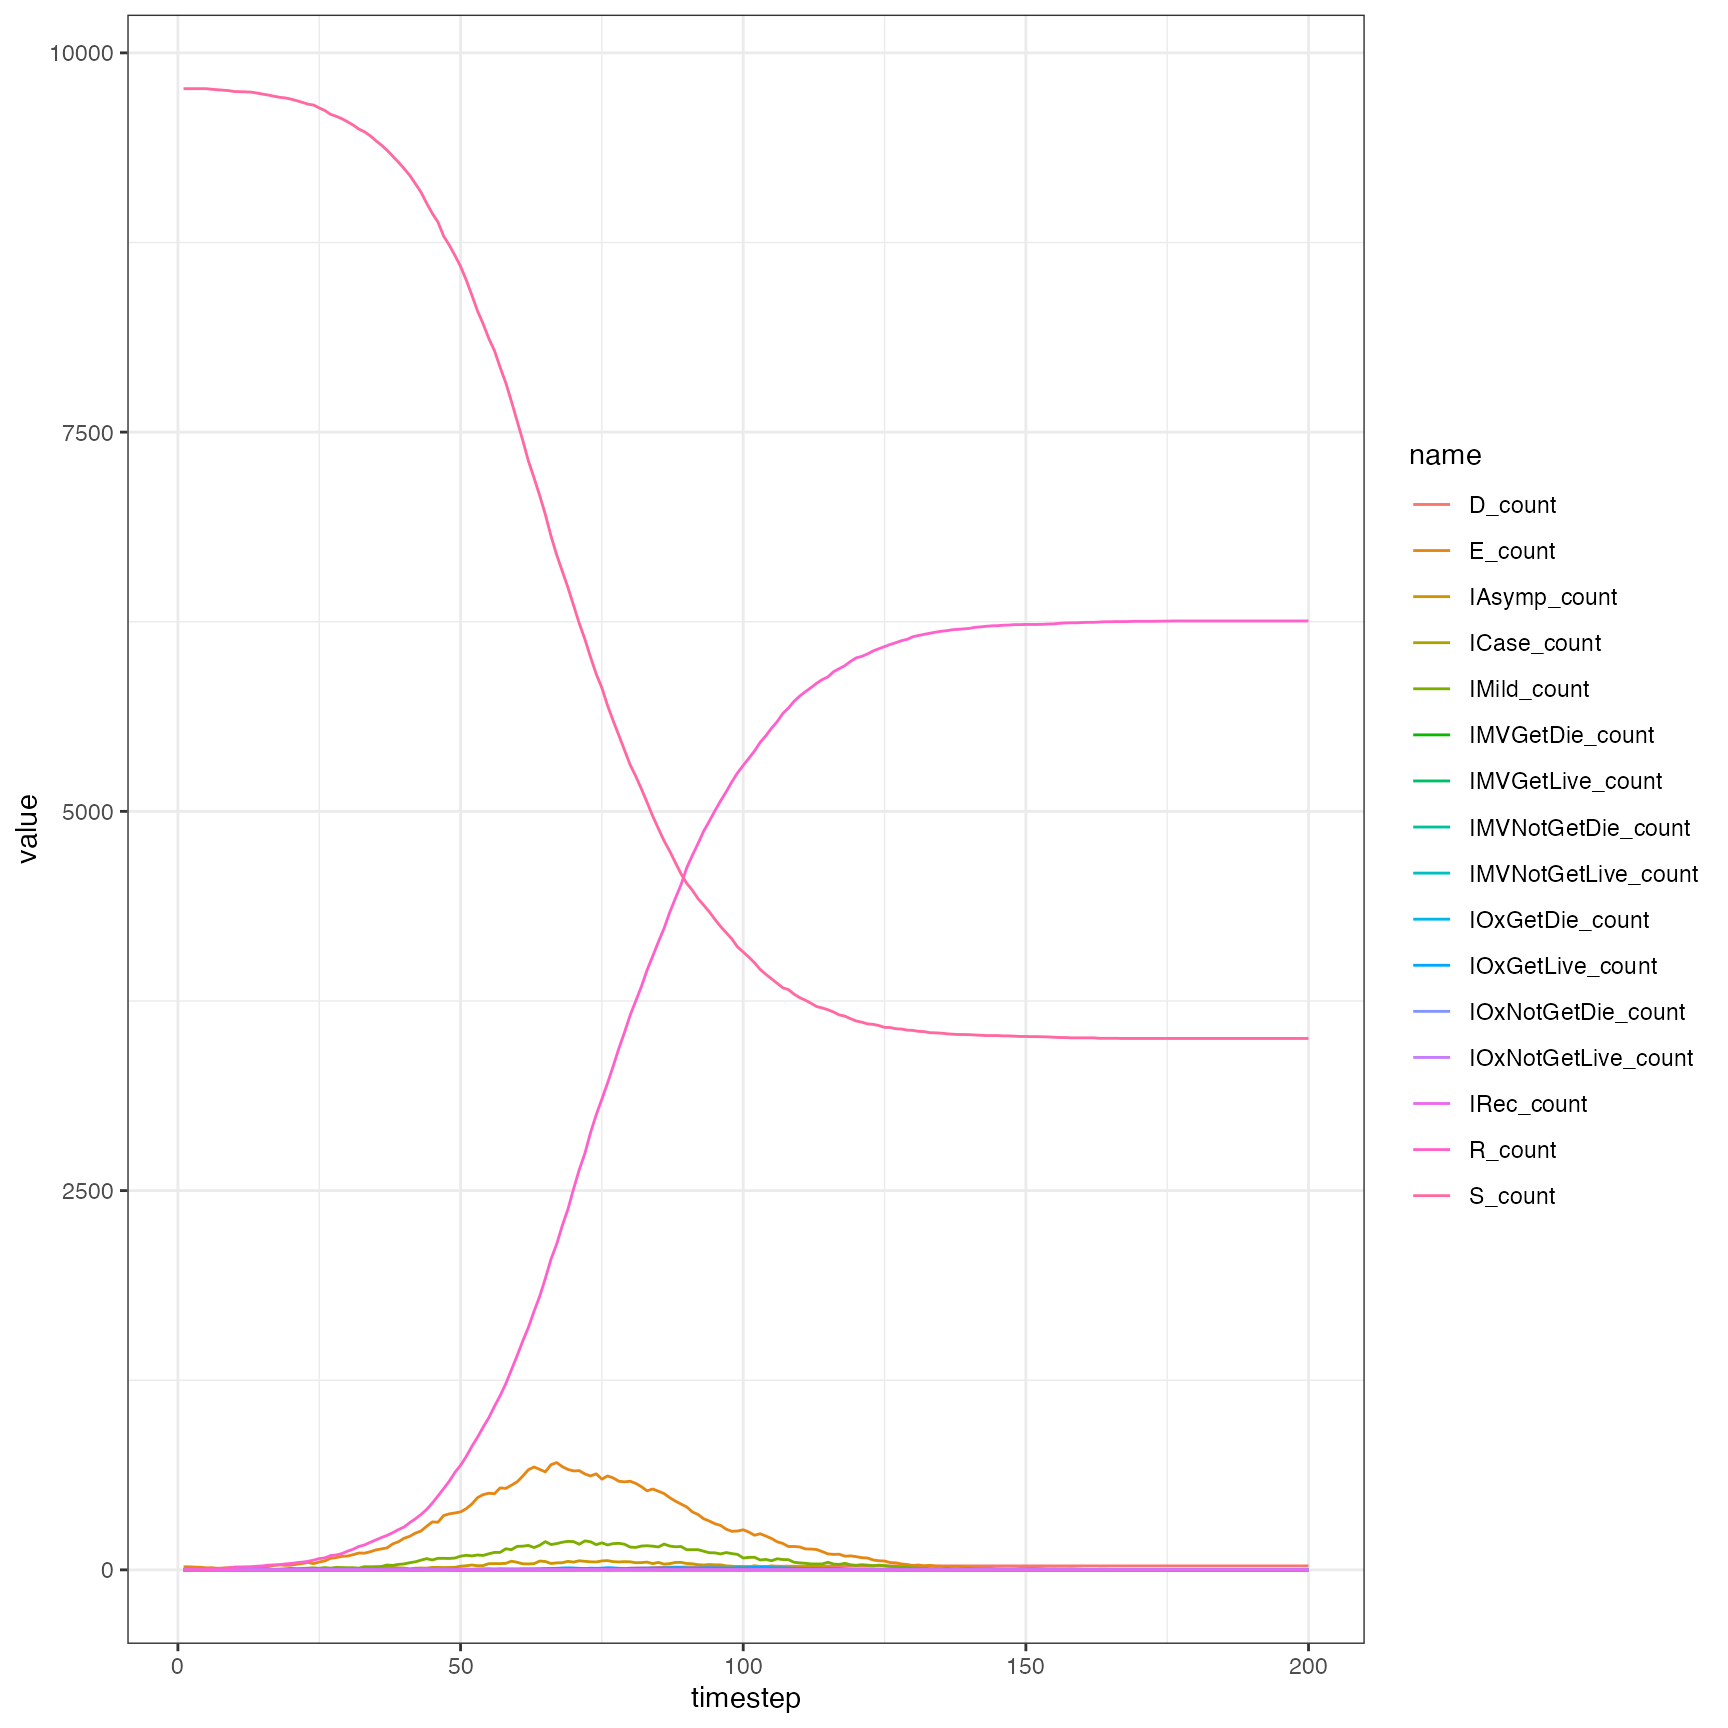 10000
7500
5000
2500
0
value
0 50 100 150 200
timestep
name
D_count
E_count
IAsymp_count
ICase_count
IMild_count
IMVGetDie_count
IMVGetLive_count
IMVNotGetDie_count
IMVNotGetLive_count
IOxGetDie_count
IOxGetLive_count
IOxNotGetDie_count
IOxNotGetLive_count
IRec_count
R_count
S_count